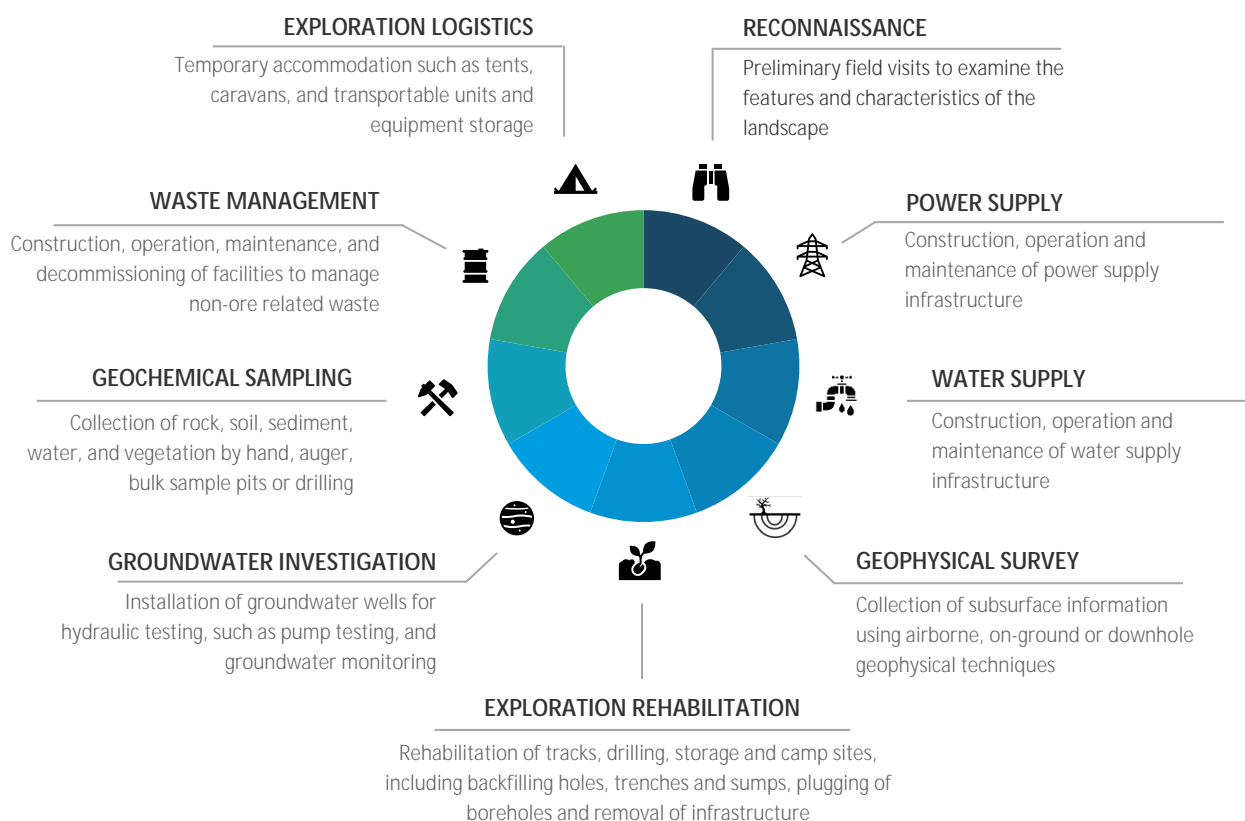 EXPLORATION LOGISTICS
Temporary accommodation such as tents,
caravans, and transportable units and
equipment storage
RECONNAISSANCE
Preliminary field visits to examine the
features and characteristics of the
landscape
WASTE MANAGEMENT
Construction, operation, maintenance, and
decommissioning of facilities to manage
non-ore related waste
POWER SUPPLY
Construction, operation and
maintenance of power supply
infrastructure
GEOCHEMICAL SAMPLING
Collection of rock, soil, sediment,
water, and vegetation by hand, auger,
bulk sample pits or drilling
WATER SUPPLY
Construction, operation and
maintenance of water supply
infrastructure
GROUNDWATER INVESTIGATION
Installation of groundwater wells for
hydraulic testing, such as pump testing, and
groundwater monitoring
GEOPHYSICAL SURVEY
Collection of subsurface information
using airborne, on-ground or downhole
geophysical techniques
EXPLORATION REHABILITATION
Rehabilitation of tracks, drilling, storage and camp sites,
including backfilling holes, trenches and sumps, plugging of
boreholes and removal of infrastructure